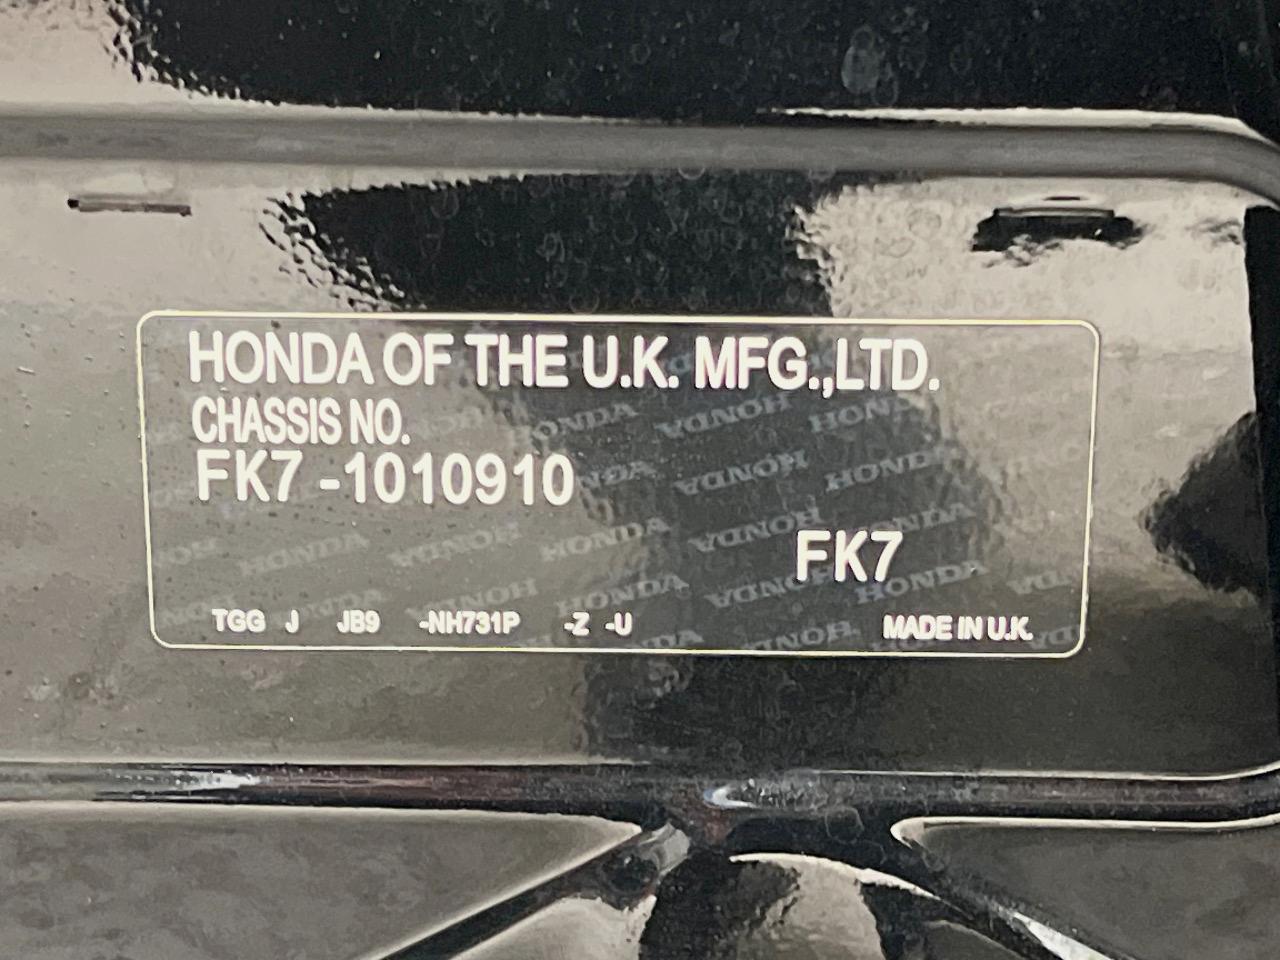 HONDA OF THE U.K. MFG.,LTD.
CHASSIS NO.
FK7 -1010910
FK7
TGG J JB9 -NH731P -Z -U
MADE IN U.K.